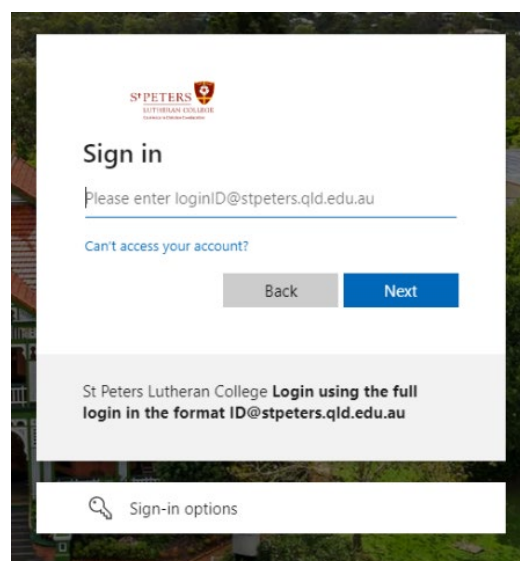 St PETERS
LUTHERAN COLLEGE
Sign in
Please enter loginID@stpeters.qld.edu.au
Can't access your account?
Back
Next
St Peters Lutheran College Login using the full
login in the format ID@stpeters.qld.edu.au
Sign-in options